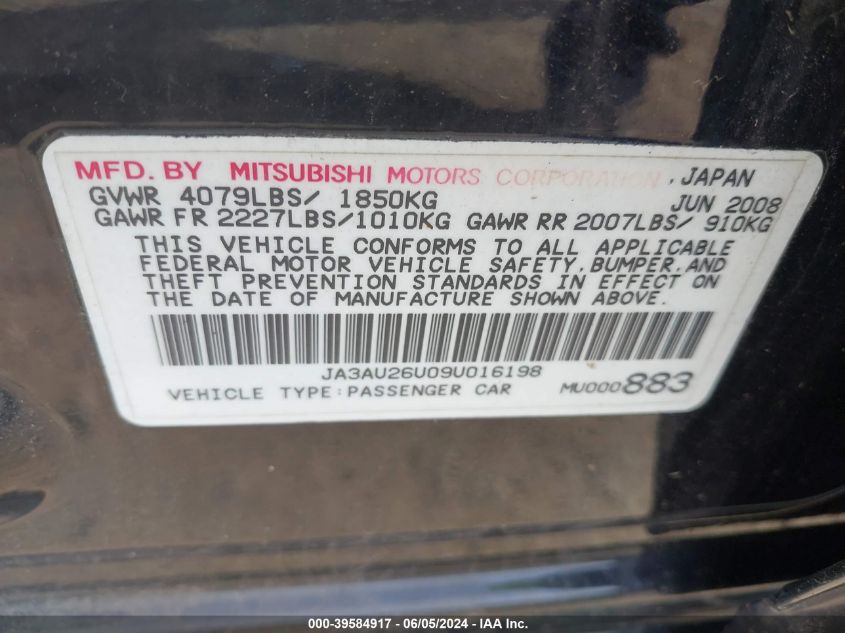 MFD. BY MITSUBISHI MOTORS CORPORATION , JAPAN
GVWR 4079LBS/ 1850KG JUN 2008
GAWR FR 2227LBS/1010KG GAWR RR 2007LBS/ 910KG
THIS VEHICLE CONFORMS TO ALL APPLICABLE
FEDERAL MOTOR VEHICLE SAFETY,BUMPER,AND
THEFT PREVENTION STANDARDS IN EFFECT ON
THE DATE OF MANUFACTURE SHOWN ABOVE.
JA3AU26U09U016198
VEHICLE TYPE:PASSENGER CAR MU000883
000-39584917 - 06/05/2024 - IAA Inc.